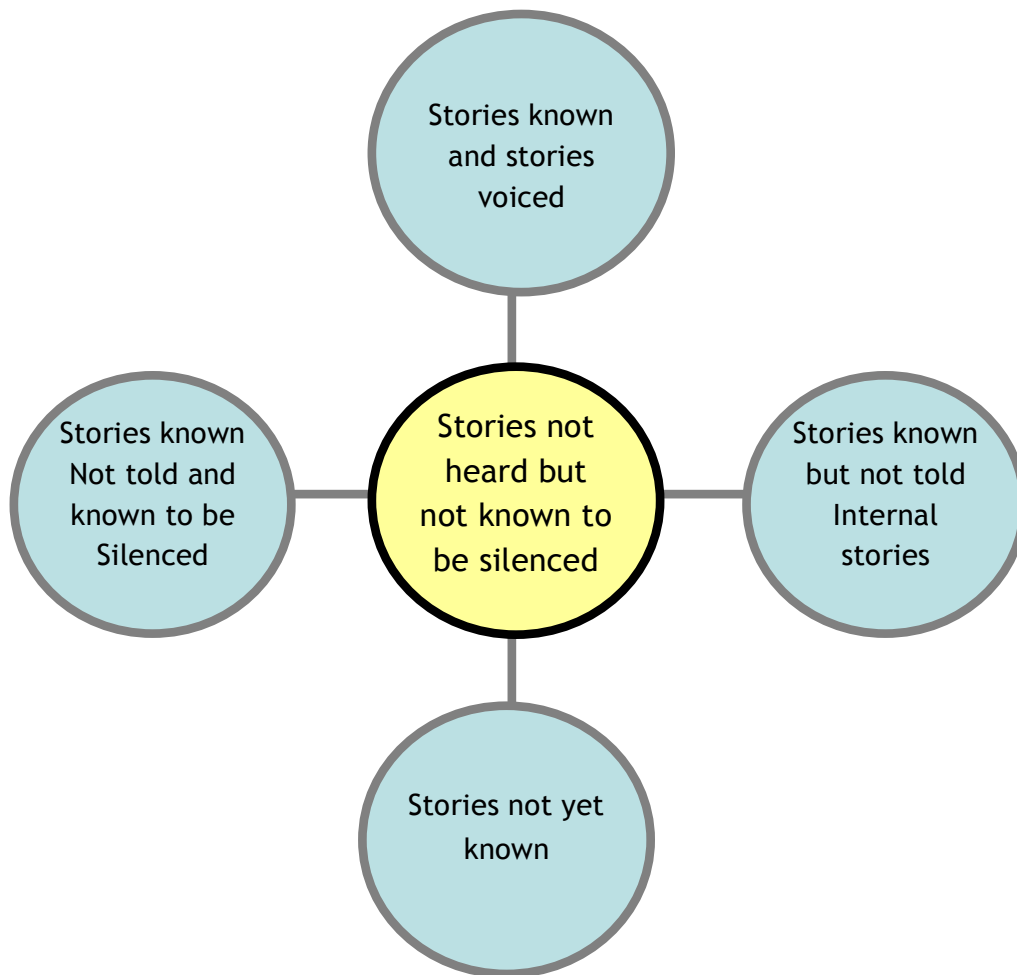 Stories known
and stories
voiced
Stories known
Not told and
known to be
Silenced
Stories not
heard but
not known to
be silenced
Stories known
but not told
Internal
stories
Stories not yet
known